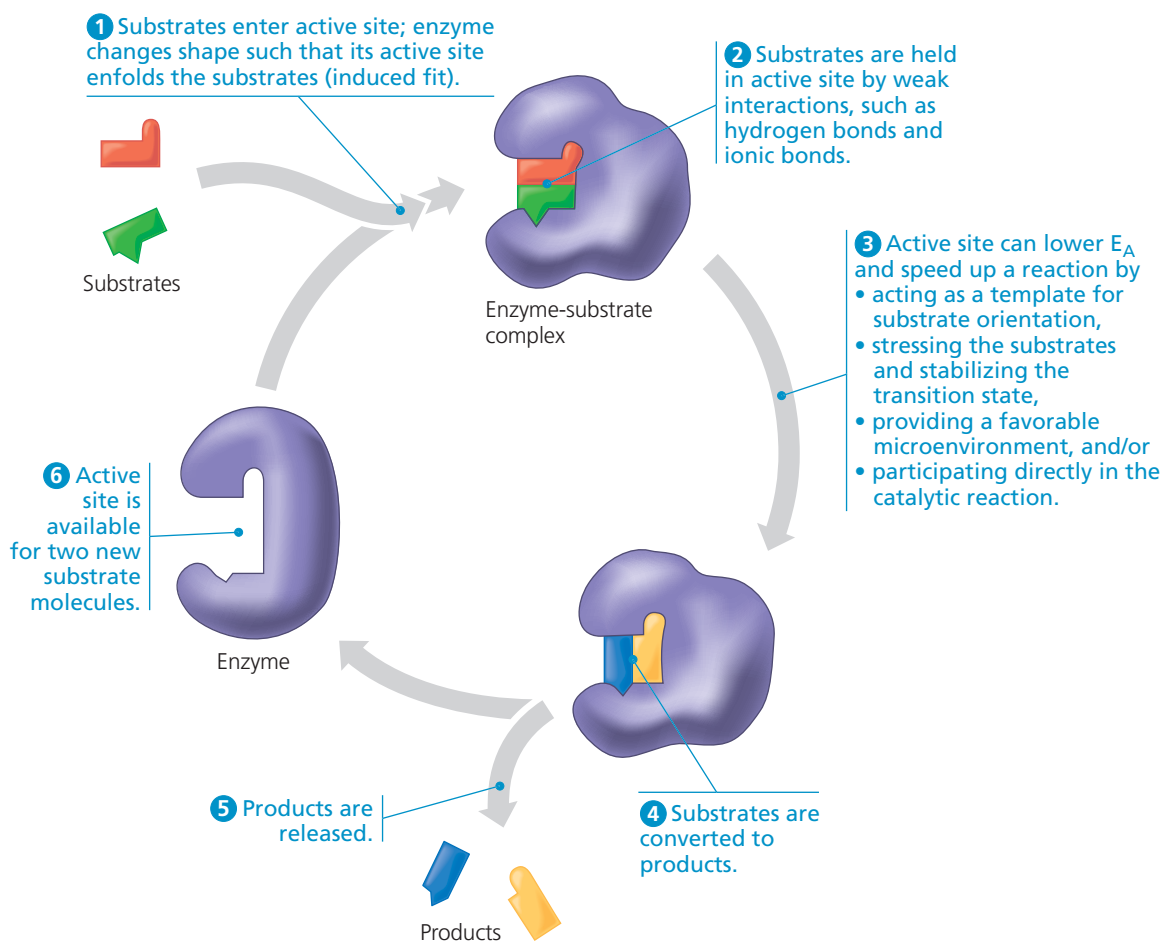 1 Substrates enter active site; enzyme
changes shape such that its active site
enfolds the substrates (induced fit).
2 Substrates are held
in active site by weak
interactions, such as
hydrogen bonds and
ionic bonds.
Substrates
Enzyme-substrate
complex
3 Active site can lower EA
and speed up a reaction by
• acting as a template for
substrate orientation,
• stressing the substrates
and stabilizing the
transition state,
• providing a favorable
microenvironment, and/or
• participating directly in the
catalytic reaction.
6 Active
site is
available
for two new
substrate
molecules.
Enzyme
5 Products are
released.
4 Substrates are
converted to
products.
Products